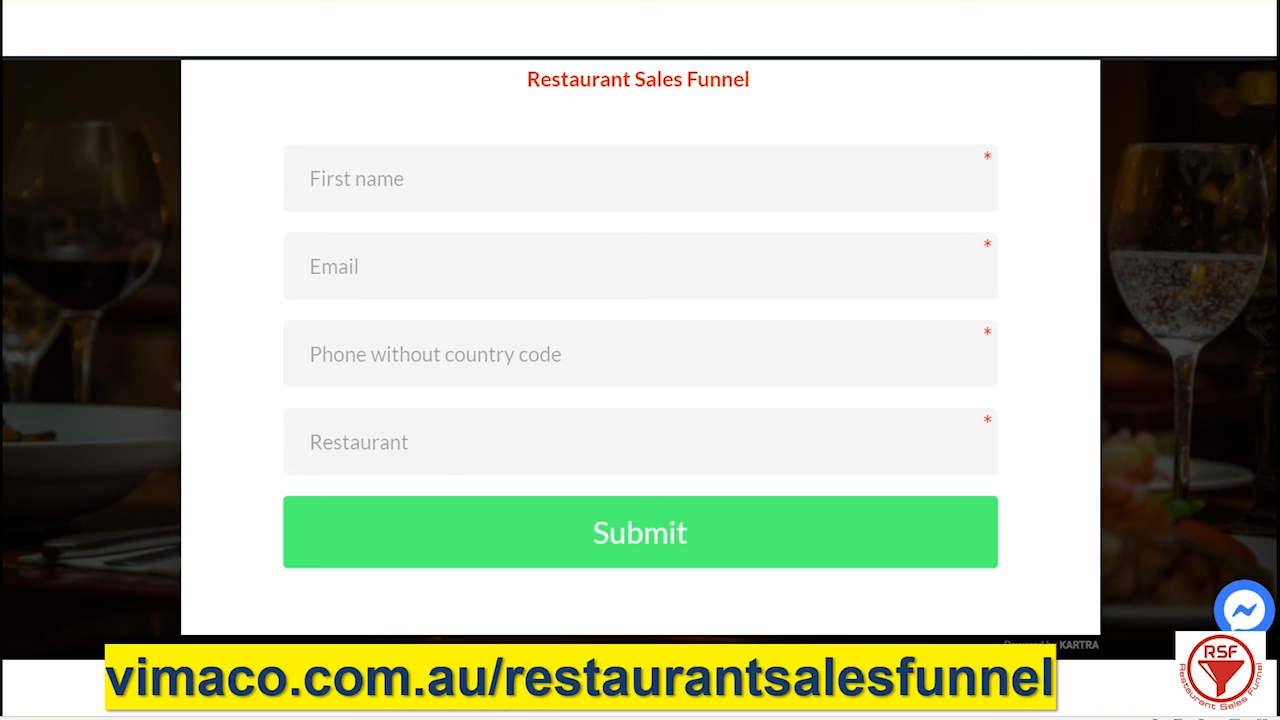 Restaurant Sales Funnel
First name
*
Email
*
Phone without country code
*
Restaurant
*
Submit
Powered by KARTRA
vimaco.com.au/restaurantsalesfunnel
RSF
Restaurant Sales Funnel